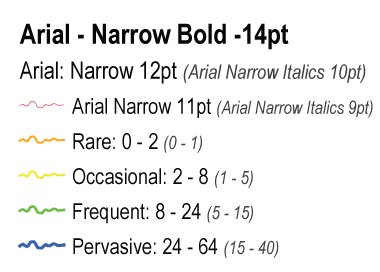 Arial - Narrow Bold -14pt
Arial: Narrow 12pt (Arial Narrow Italics 10pt)
Arial Narrow 11pt (Arial Narrow Italics 9pt)
Rare: 0 - 2 (0 - 1)
Occasional: 2 - 8 (1 - 5)
Frequent: 8 - 24 (5 - 15)
Pervasive: 24 - 64 (15 - 40)